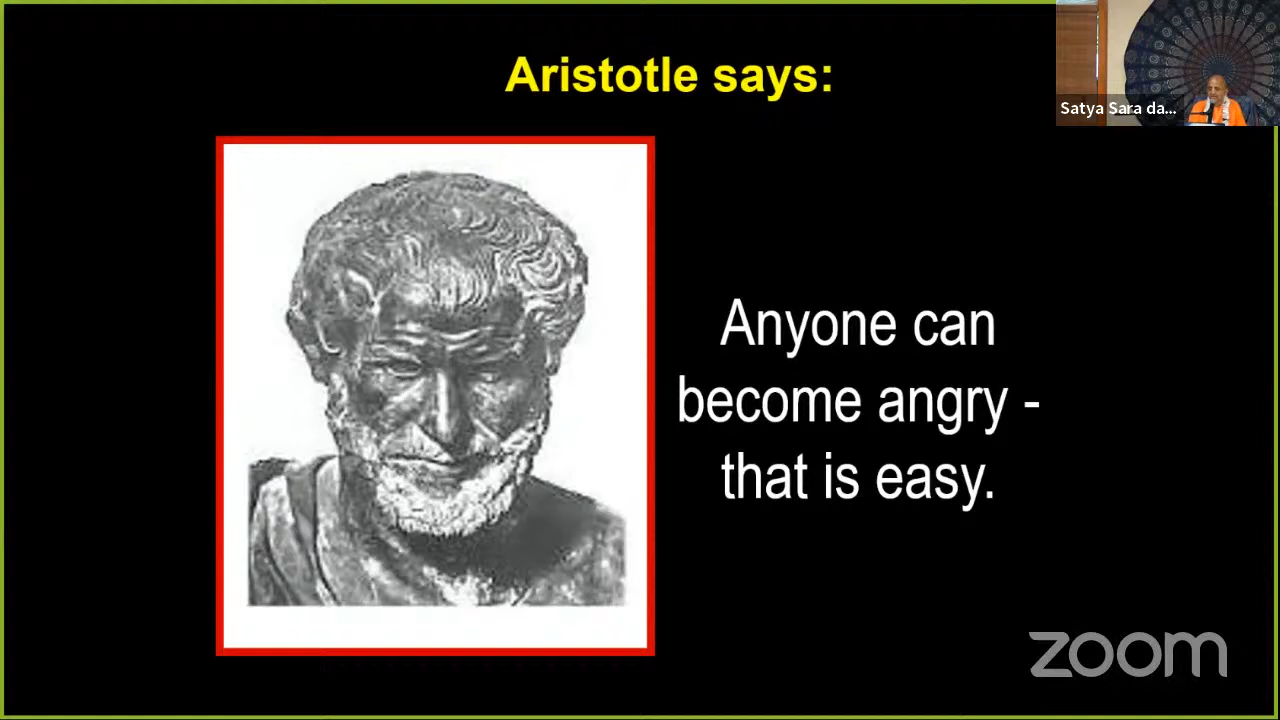 Aristotle says:
Satya Sara da...
Anyone can
become angry -
that is easy.
zoom